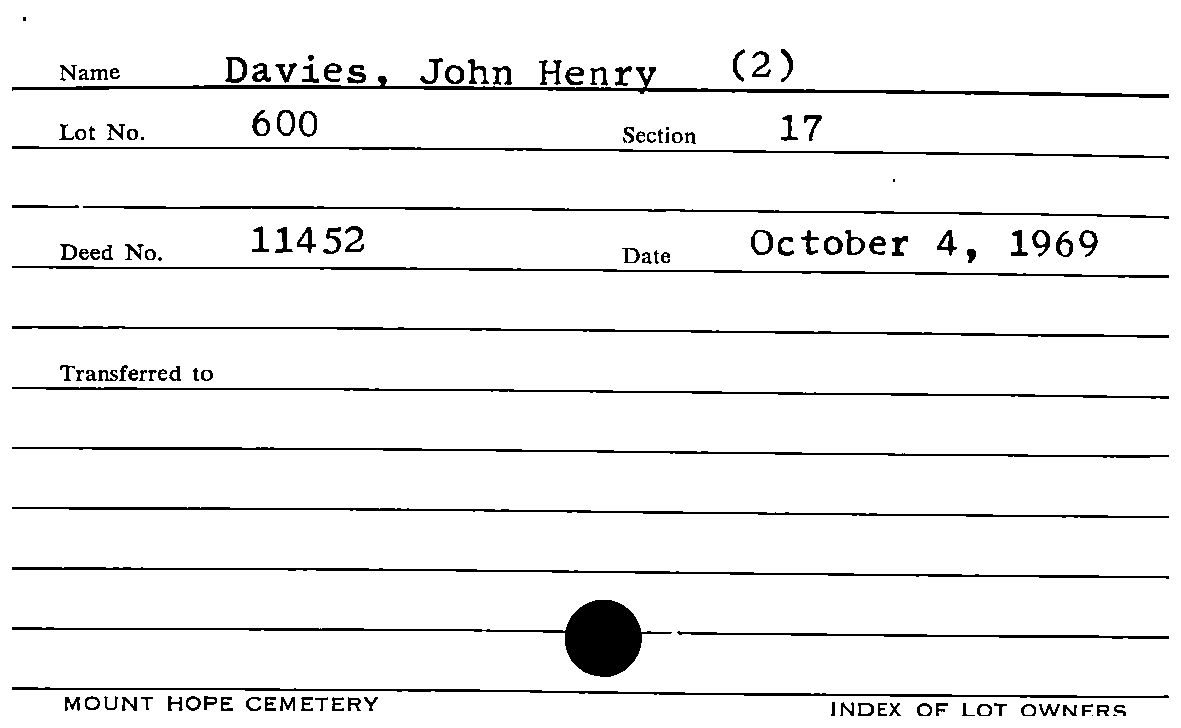 Name Davies, John Henry (2)
Lot No. 600 Section 17
Deed No. 11452 Date October 4, 1969
Transferred to
MOUNT HOPE CEMETERY INDEX OF LOT OWNERS